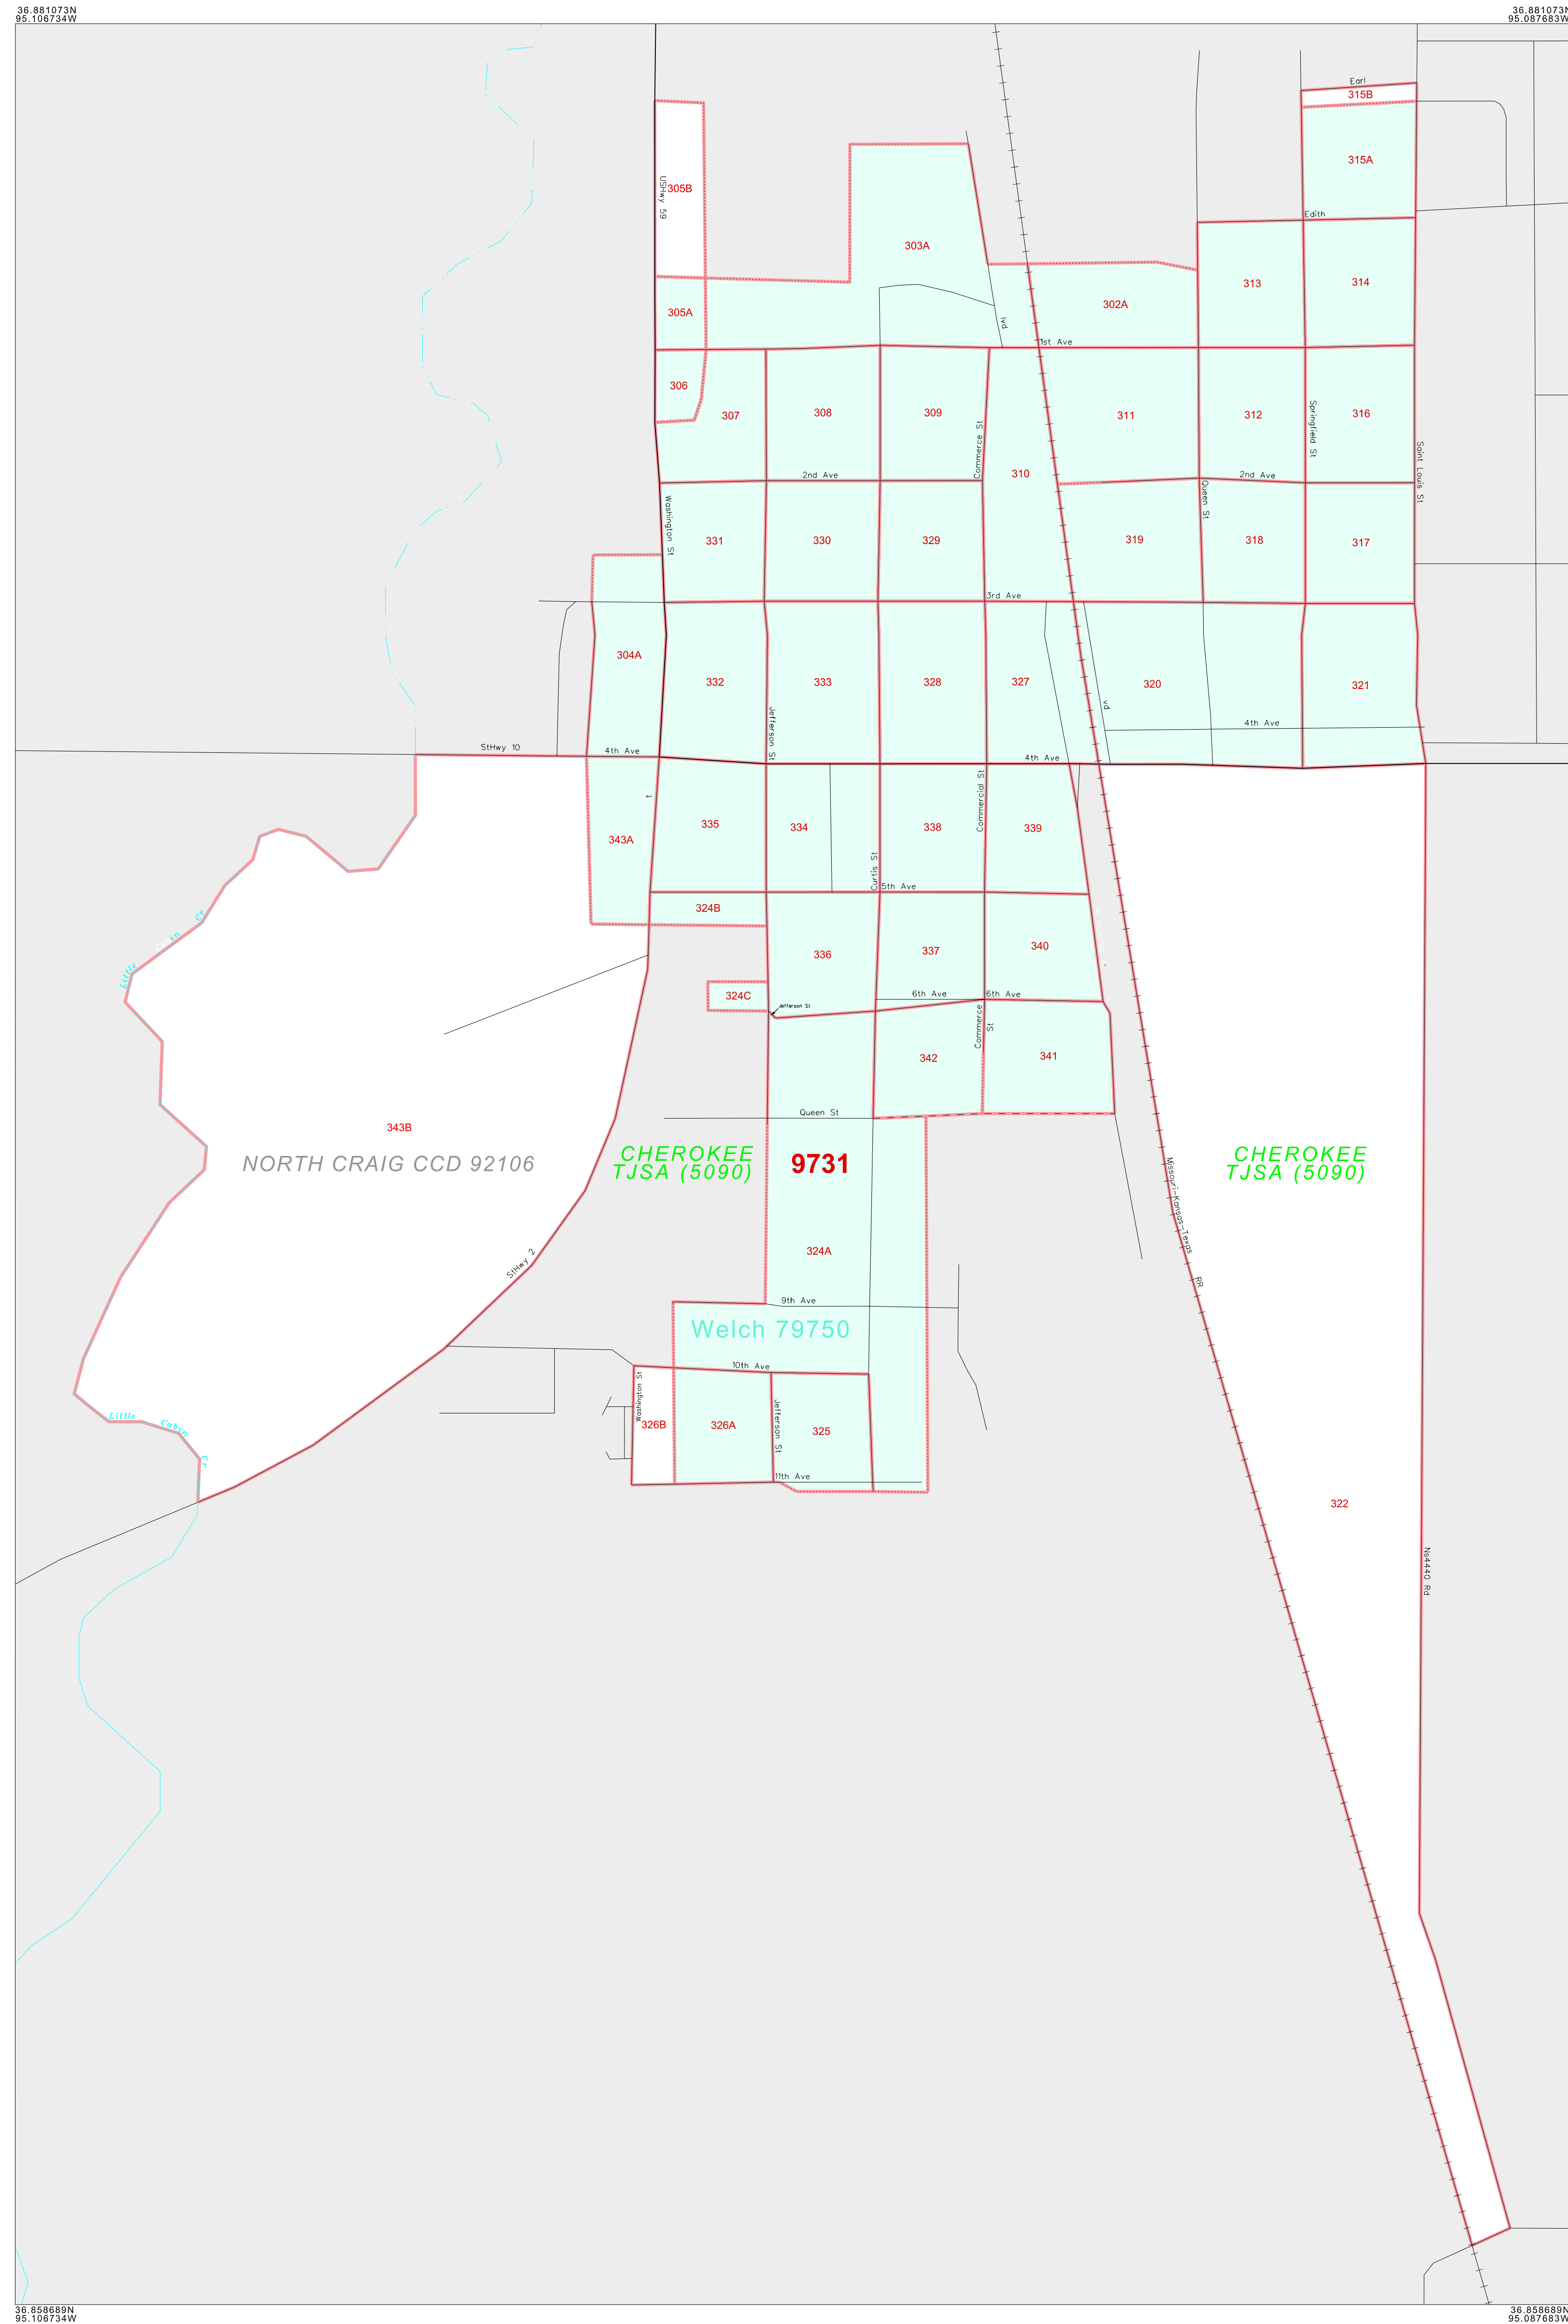 36.881073N
95.106734W
36.881073N
95.087683W
Earl
315B
315A
USHwy 59
305B
Edith
303A
313
314
302A
305A
lvd
1st Ave
306
307
308
309
311
312
Springfield St
316
Commerce St
310
Saint Louis St
2nd Ave
2nd Ave
Washington St
Queen St
331
330
329
319
318
317
3rd Ave
304A
332
333
328
327
320
321
Jefferson St
vd
4th Ave
StHwy 10
4th Ave
4th Ave
t
Commercial St
335
334
338
339
343A
Curtis St
5th Ave
324B
Little
in Cr
336
337
340
324C
6th Ave
6th Ave
Jefferson St
Commerce
St
342
341
Queen St
343B
NORTH CRAIG CCD 92106
CHEROKEE
TJSA (5090)
9731
CHEROKEE
TJSA (5090)
Missouri-Kansas-Texas RR
324A
StHwy 2
9th Ave
Welch 79750
10th Ave
Washington St
Jefferson St
Little Cabin Cr
326B
326A
325
11th Ave
322
Ns4440 Rd
36.858689N
95.106734W
36.858689N
95.087683W